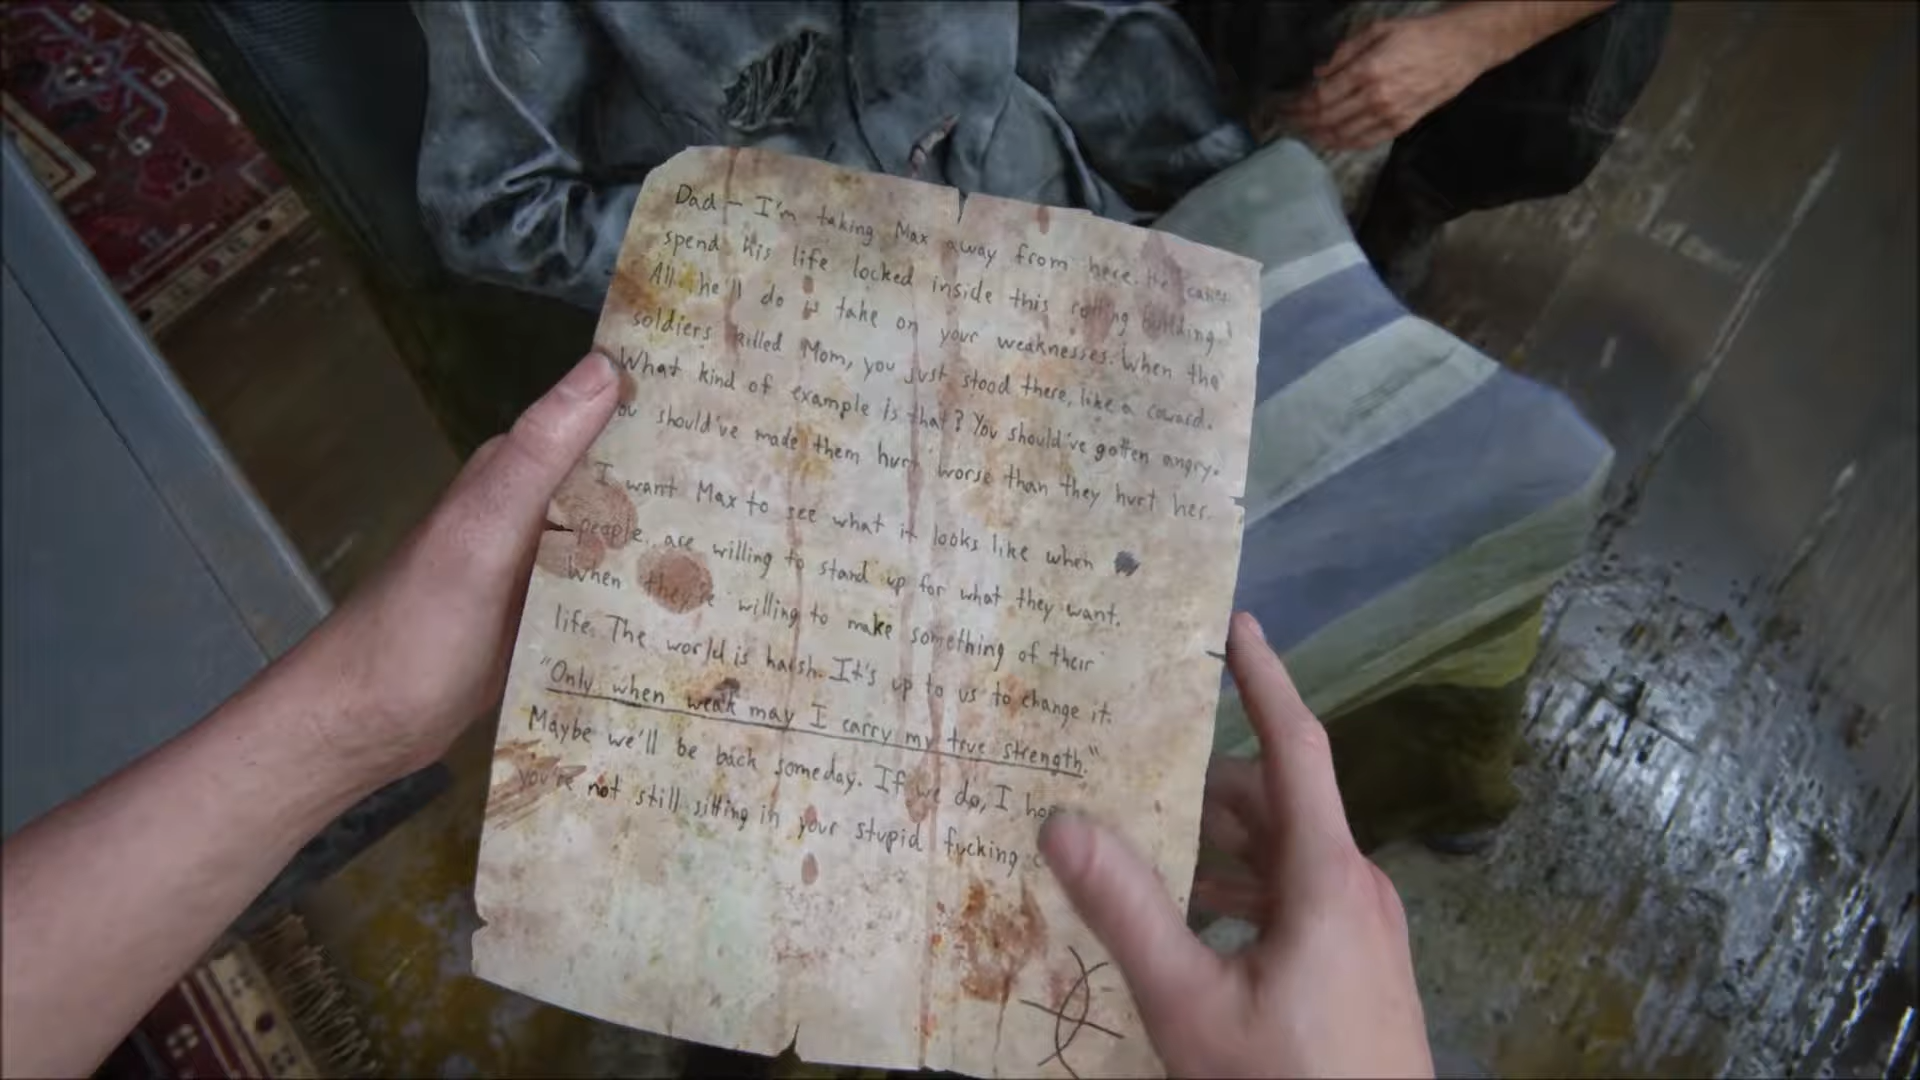 Dad - I'm taking Max away from here. He can't
spend his life locked inside this rotting building!
All he'll do is take on your weaknesses. When the
soldiers killed Mom, you just stood there, like a coward.
What kind of example is that? You should've gotten angry.
You should've made them hurt worse than they hurt her.
I want Max to see what it looks like when
people are willing to stand up for what they want.
When they're willing to make something of their
life. The world is harsh. It's up to us to change it.
"Only when weak may I carry my true strength."
Maybe we'll be back someday. If we do, I
you're not still sitting in your stupid fucking